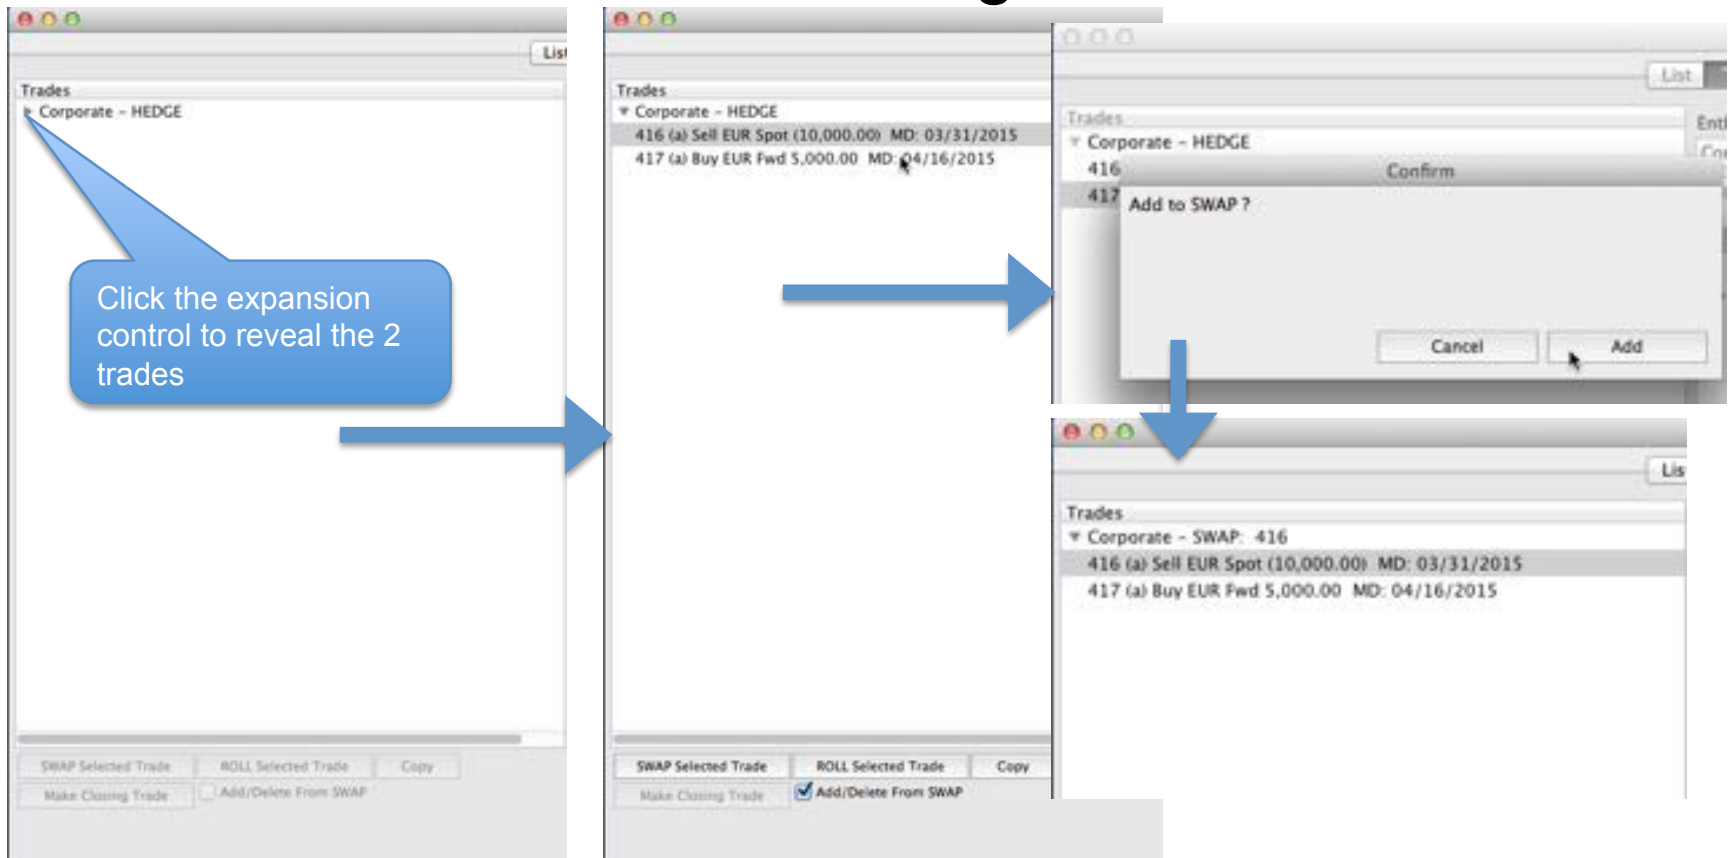 List
Trades
Corporate - HEDGE
Click the expansion
control to reveal the 2
trades
SWAP Selected Trade ROLL Selected Trade Copy
Make Closing Trade Add/Delete From SWAP
Trades
Corporate - HEDGE
416 (a) Sell EUR Spot (10,000.00) MD: 03/31/2015
417 (a) Buy EUR Fwd 5,000.00 MD: 04/16/2015
SWAP Selected Trade ROLL Selected Trade Copy
Make Closing Trade Add/Delete From SWAP
List
Trades
Corporate - HEDGE
416
417
Confirm
Add to SWAP ?
Cancel Add
Lis
Trades
Corporate - SWAP: 416
416 (a) Sell EUR Spot (10,000.00) MD: 03/31/2015
417 (a) Buy EUR Fwd 5,000.00 MD: 04/16/2015